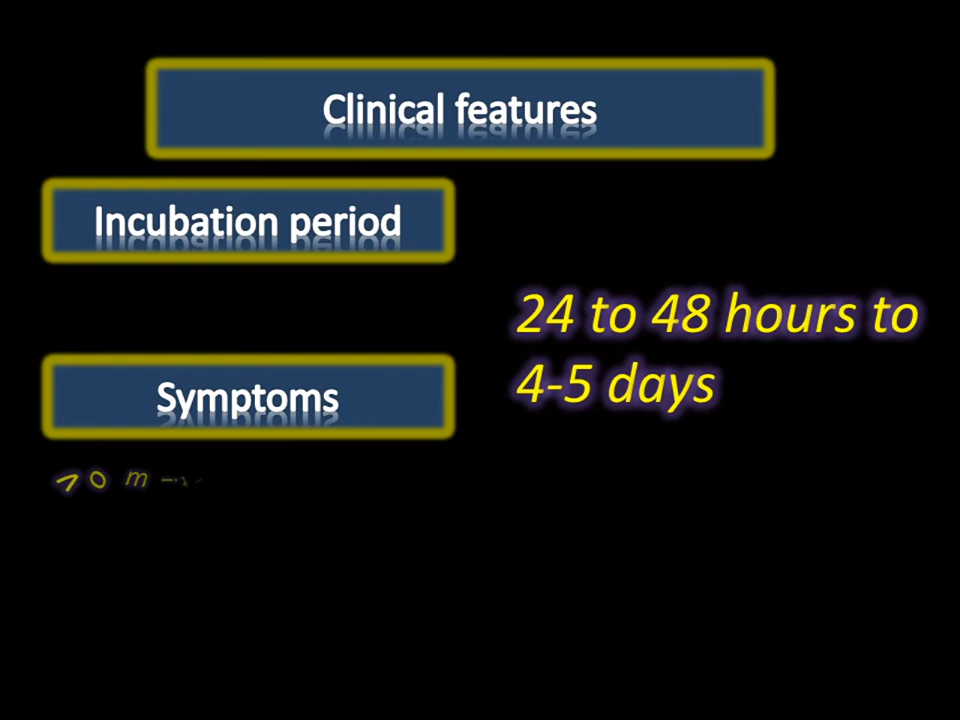 Clinical features
Incubation period
24 to 48 hours to
4-5 days
Symptoms